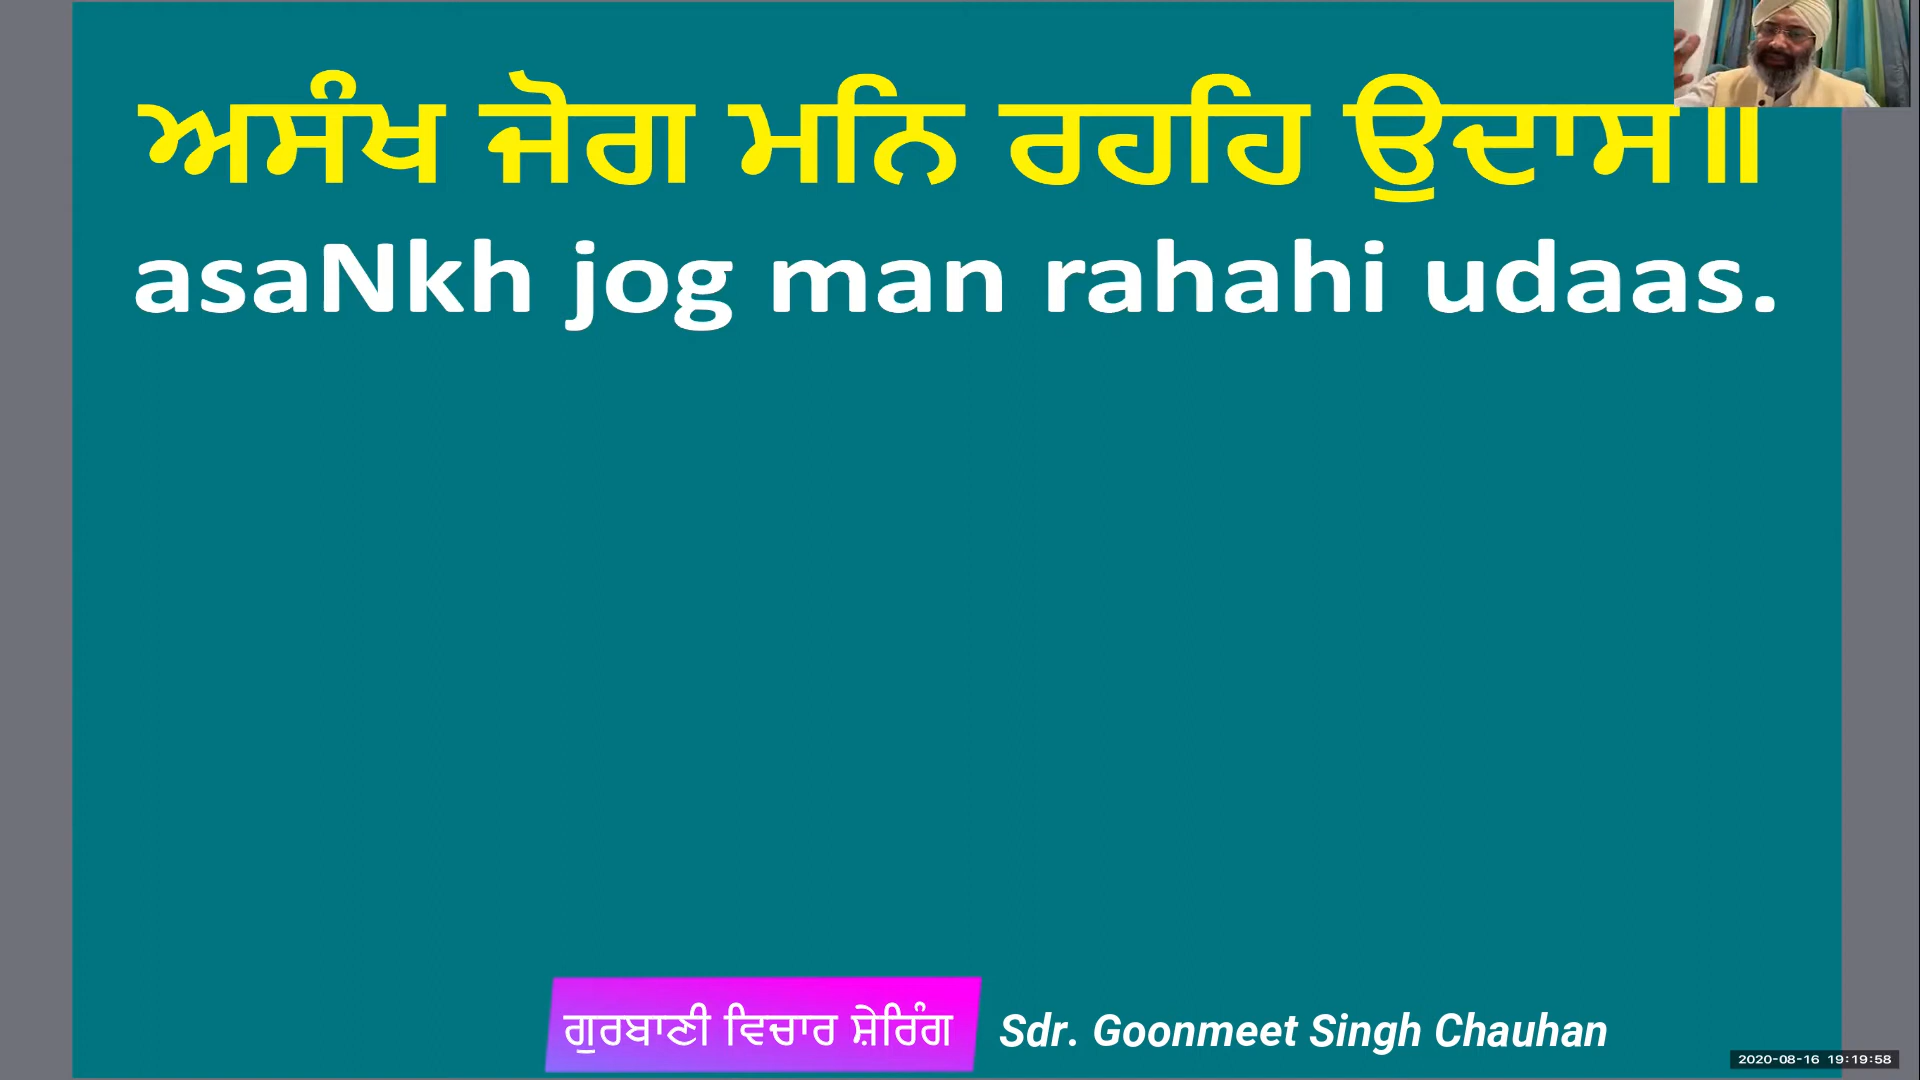 ਅਸੰਖ ਜੋਗ ਮਨਿ ਰਹਹਿ ਉਦਾਸ॥
asaNkh jog man rahahi udaas.
ਗੁਰਬਾਣੀ ਵਿਚਾਰ ਸ਼ੇਰਿੰਗ Sdr. Goonmeet Singh Chauhan
2020-08-16 19:19:58